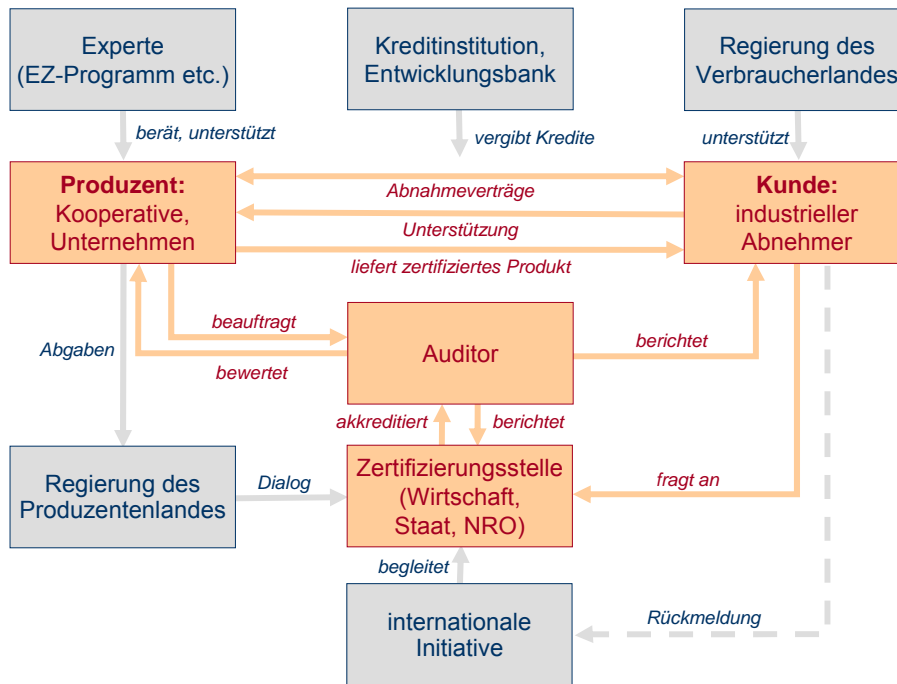 Experte
(EZ-Programm etc.)
Kreditinstitution,
Entwicklungsbank
Regierung des
Verbraucherlandes
berät, unterstützt
vergibt Kredite
unterstützt
Produzent:
Kooperative,
Unternehmen
Abnahmeverträge
Unterstützung
liefert zertifiziertes Produkt
Kunde:
industrieller
Abnehmer
beauftragt
Abgaben
bewertet
Auditor
berichtet
akkreditiert
berichtet
Regierung des
Produzentenlandes
Dialog
Zertifizierungsstelle
(Wirtschaft,
Staat, NRO)
fragt an
begleitet
internationale
Initiative
Rückmeldung